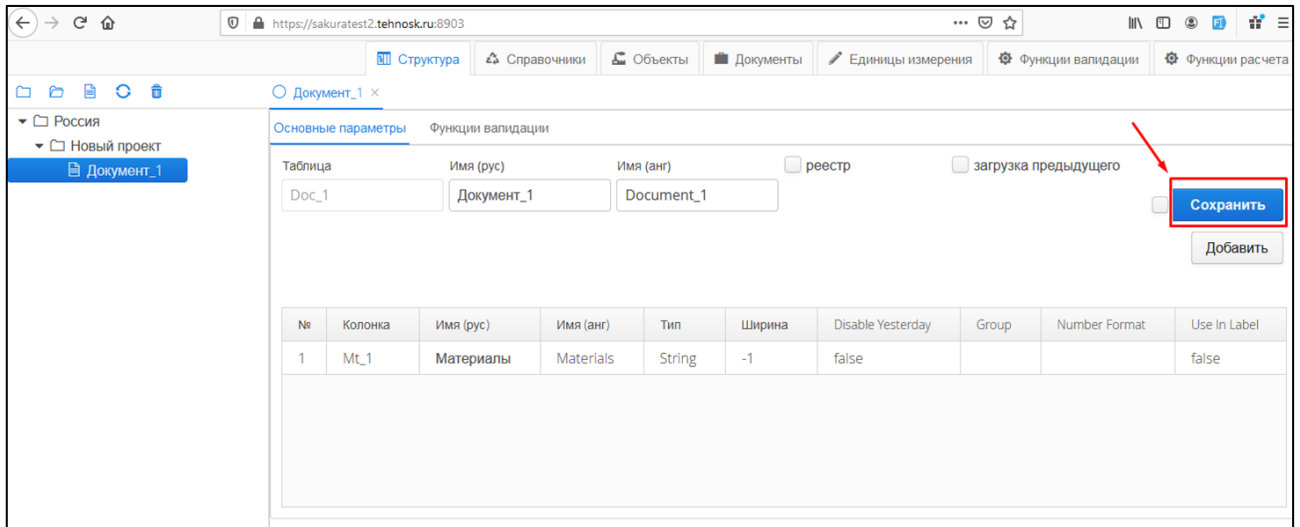 https://sakuratest2.tehnosk.ru:8903
Структура Справочники Объекты Документы Единицы измерения Функции валидации Функции расчета
Документ_1 ×
Россия
Новый проект
Документ_1
Основные параметры Функции валидации
Таблица Имя (рус) Имя (анг) реестр загрузка предыдущего
Doc_1 Документ_1 Document_1
Сохранить
Добавить
№ Колонка Имя (рус) Имя (анг) Тип Ширина Disable Yesterday Group Number Format Use In Label
1 Mt_1 Материалы Materials String -1 false false